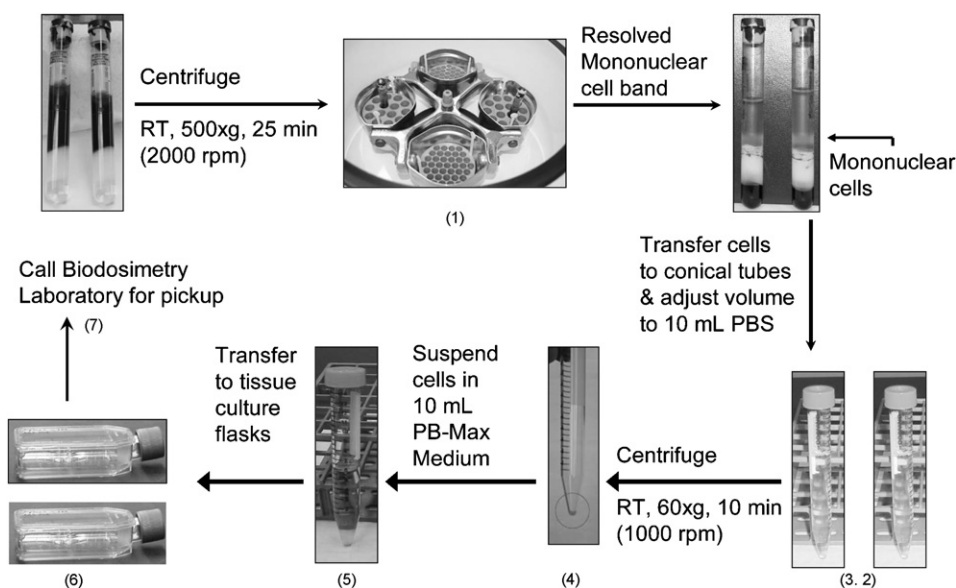 Centrifuge
RT, 500xg, 25 min
(2000 rpm)
(1)
Resolved
Mononuclear
cell band
Mononuclear
cells
Transfer cells
to conical tubes
& adjust volume
to 10 mL PBS
(3. 2)
Centrifuge
RT, 60xg, 10 min
(1000 rpm)
(4)
Suspend
cells in
10 mL
PB-Max
Medium
(5)
Transfer
to tissue
culture
flasks
(6)
Call Biodosimetry
Laboratory for pickup
(7)